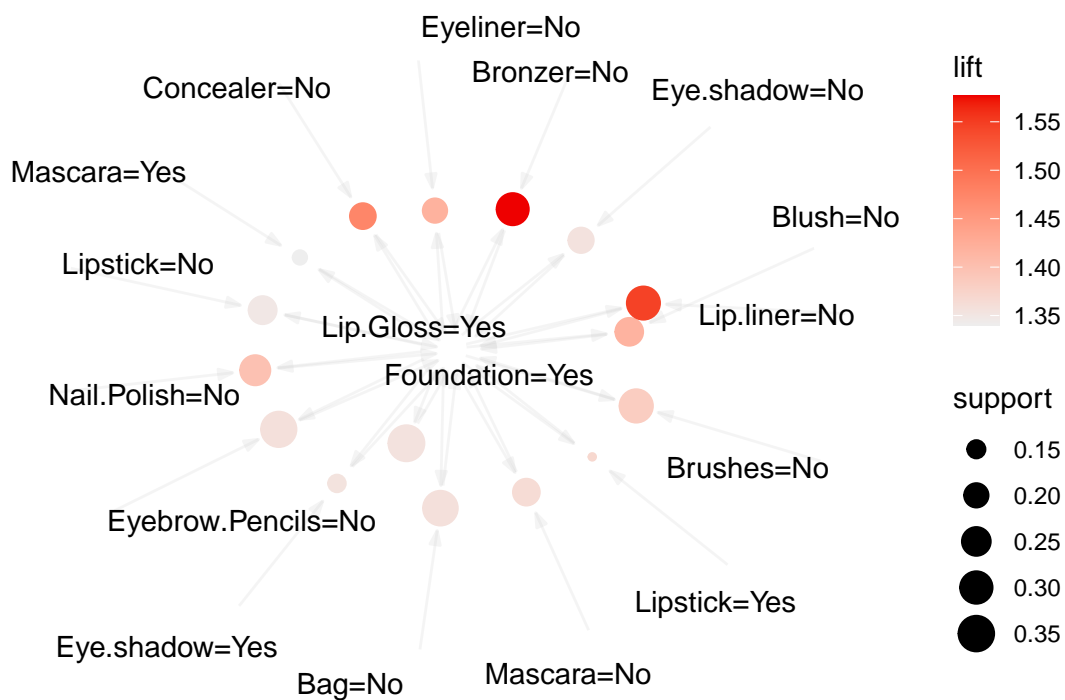 Eyeliner=No
Bronzer=No
Concealer=No
Eye.shadow=No
Mascara=Yes
Blush=No
Lipstick=No
Lip.Gloss=Yes
Lip.liner=No
Foundation=Yes
Nail.Polish=No
Brushes=No
Eyebrow.Pencils=No
Lipstick=Yes
Eye.shadow=Yes
Mascara=No
Bag=No
lift
1.55
1.50
1.45
1.40
1.35
support
0.15
0.20
0.25
0.30
0.35